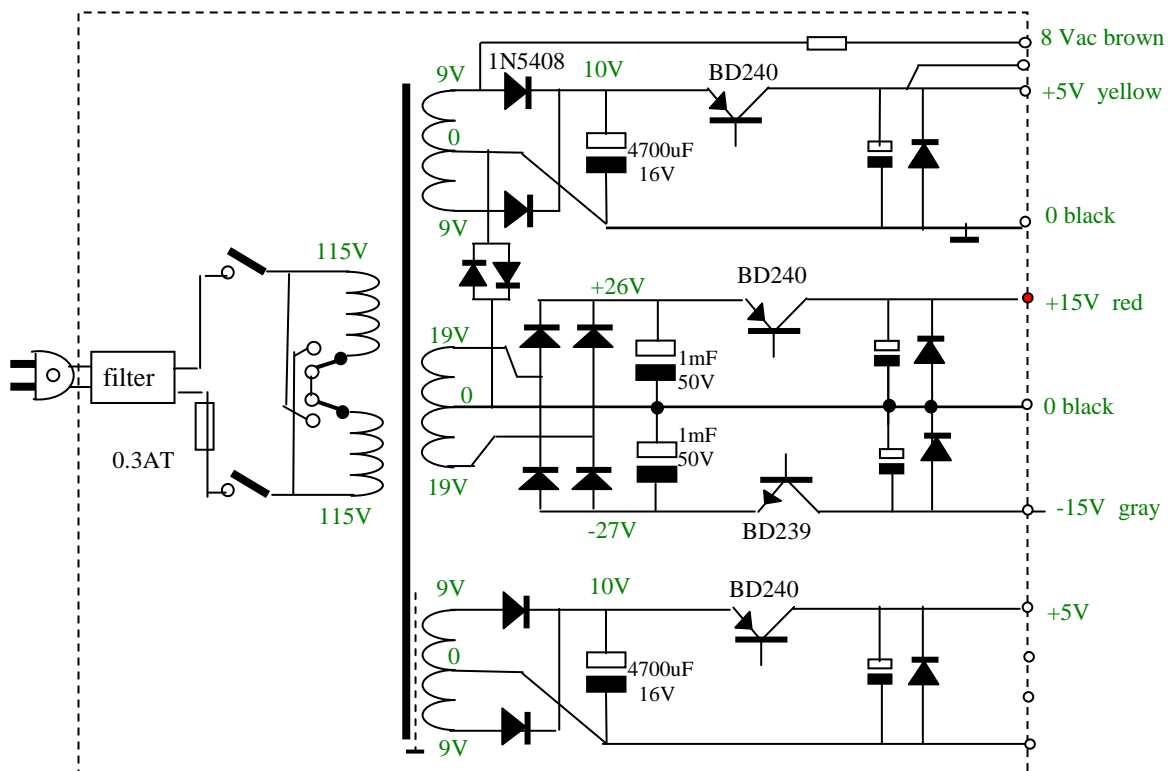 8 Vac brown
1N5408
9V
10V
BD240
+5V yellow
0
4700uF
16V
9V
0 black
115V
+26V
BD240
+15V red
19V
1mF
50V
filter
0
0 black
1mF
50V
0.3AT
19V
115V
-27V
BD239
-15V gray
9V
10V
BD240
+5V
0
4700uF
16V
9V